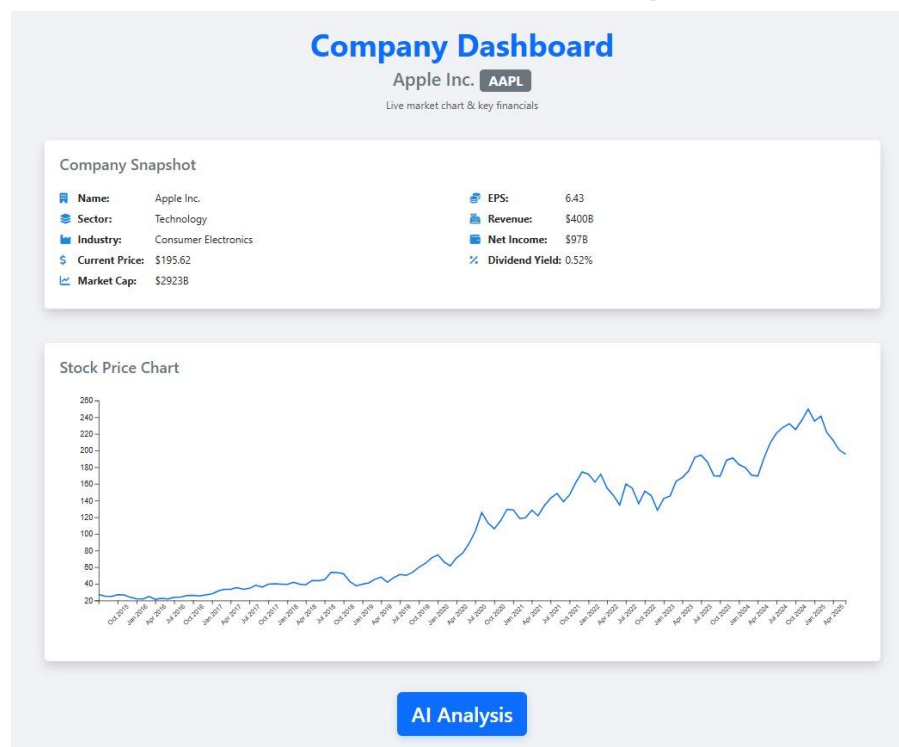 Company Dashboard
Apple Inc. AAPL
Live market chart & key financials
Company Snapshot
Name: Apple Inc.
Sector: Technology
Industry: Consumer Electronics
Current Price: $195.62
Market Cap: $2923B
EPS: 6.43
Revenue: $400B
Net Income: $97B
Dividend Yield: 0.52%
Stock Price Chart
260
240
220
200
180
160
140
120
100
80
60
40
20
Oct 2015 Jan 2016 Apr 2016 Jul 2016 Oct 2016 Jan 2017 Apr 2017 Jul 2017 Oct 2017 Jan 2018 Apr 2018 Jul 2018 Oct 2018 Jan 2019 Apr 2019 Jul 2019 Oct 2019 Jan 2020 Apr 2020 Jul 2020 Oct 2020 Jan 2021 Apr 2021 Jul 2021 Oct 2021 Jan 2022 Apr 2022 Jul 2022 Oct 2022 Jan 2023 Apr 2023 Jul 2023 Oct 2023 Jan 2024 Apr 2024 Jul 2024 Oct 2024 Jan 2025 Apr 2025
AI Analysis